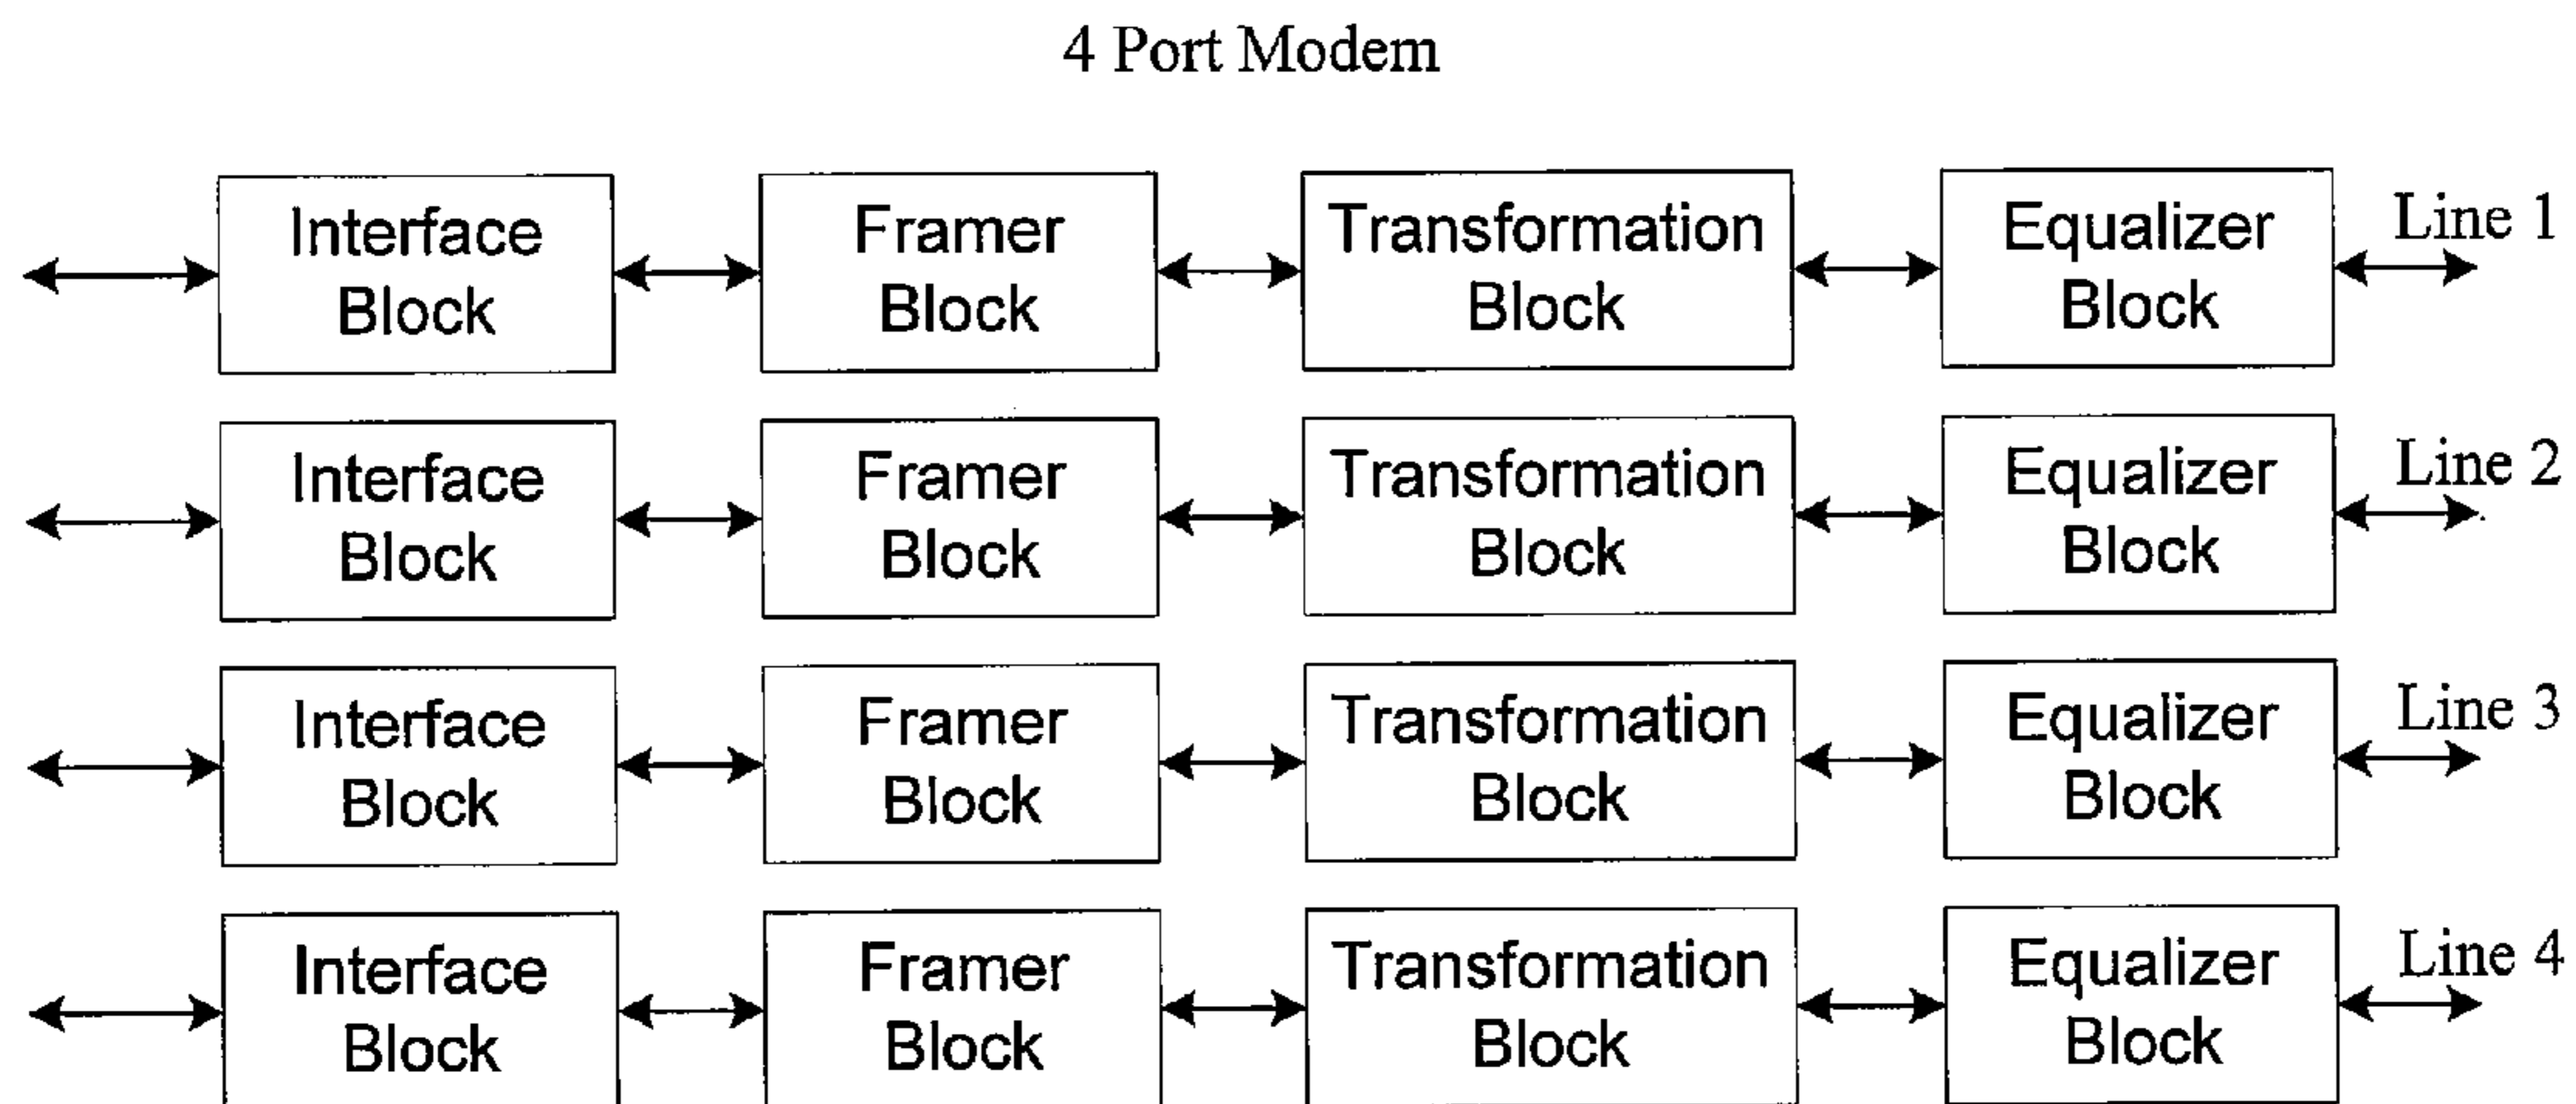 4 Port Modem
Interface
Block
Framer
Block
Transformation
Block
Equalizer
Block
Line 1
Interface
Block
Framer
Block
Transformation
Block
Equalizer
Block
Line 2
Interface
Block
Framer
Block
Transformation
Block
Equalizer
Block
Line 3
Interface
Block
Framer
Block
Transformation
Block
Equalizer
Block
Line 4